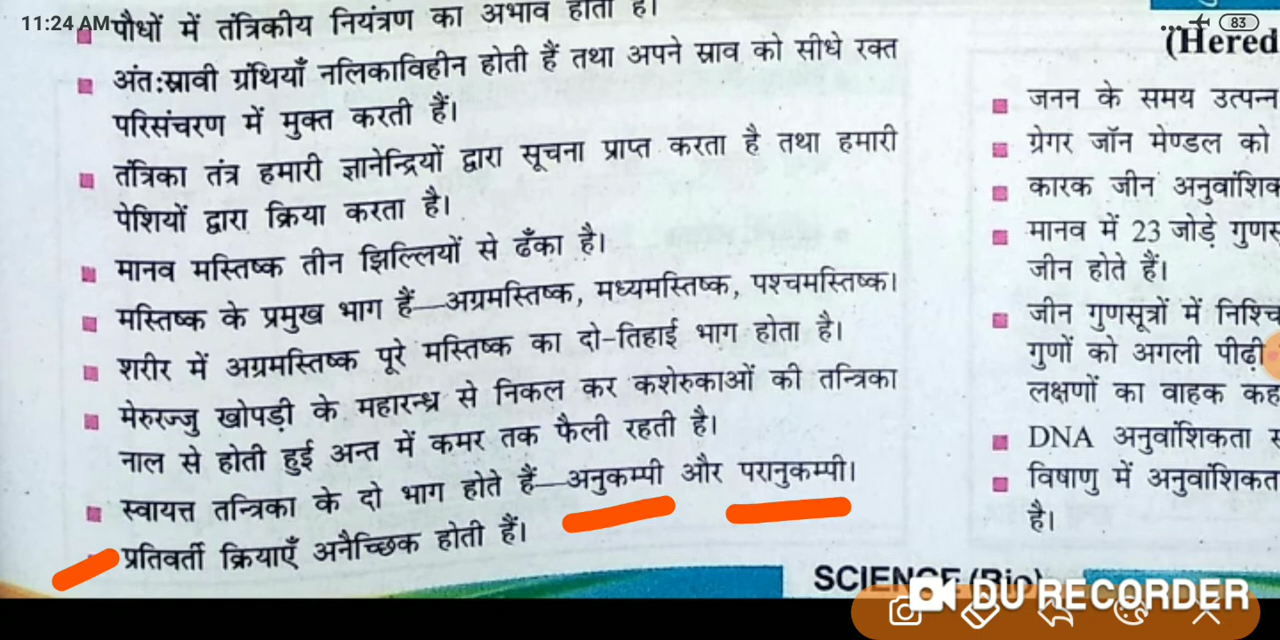 11:24 AM
83
पौधों में तंत्रिकीय नियंत्रण का अभाव होता है।
अंतःस्रावी ग्रंथियाँ नलिकाविहीन होती हैं तथा अपने स्राव को सीधे रक्त
परिसंचरण में मुक्त करती हैं।
तंत्रिका तंत्र हमारी ज्ञानेन्द्रियों द्वारा सूचना प्राप्त करता है तथा हमारी
पेशियों द्वारा क्रिया करता है।
मानव मस्तिष्क तीन झिल्लियों से ढँका है।
मस्तिष्क के प्रमुख भाग हैं—अग्रमस्तिष्क, मध्यमस्तिष्क, पश्चमस्तिष्क।
शरीर में अग्रमस्तिष्क पूरे मस्तिष्क का दो-तिहाई भाग होता है।
मेरुरज्जु खोपड़ी के महारन्ध्र से निकल कर कशेरुकाओं की तन्त्रिका
नाल से होती हुई अन्त में कमर तक फैली रहती है।
स्वायत्त तन्त्रिका के दो भाग होते हैं—अनुकम्पी और परानुकम्पी।
प्रतिवर्ती क्रियाएँ अनैच्छिक होती हैं।
(Hered
जनन के समय उत्पन्न
ग्रेगर जॉन मेण्डल को
कारक जीन अनुवांशिक
मानव में 23 जोड़े गुणस
जीन होते हैं।
जीन गुणसूत्रों में निश्चि
गुणों को अगली पीढ़ी
लक्षणों का वाहक कह
DNA अनुवांशिकता स
विषाणु में अनुवांशिकत
है।
SCIENCE (Bio)
DU RECORDER